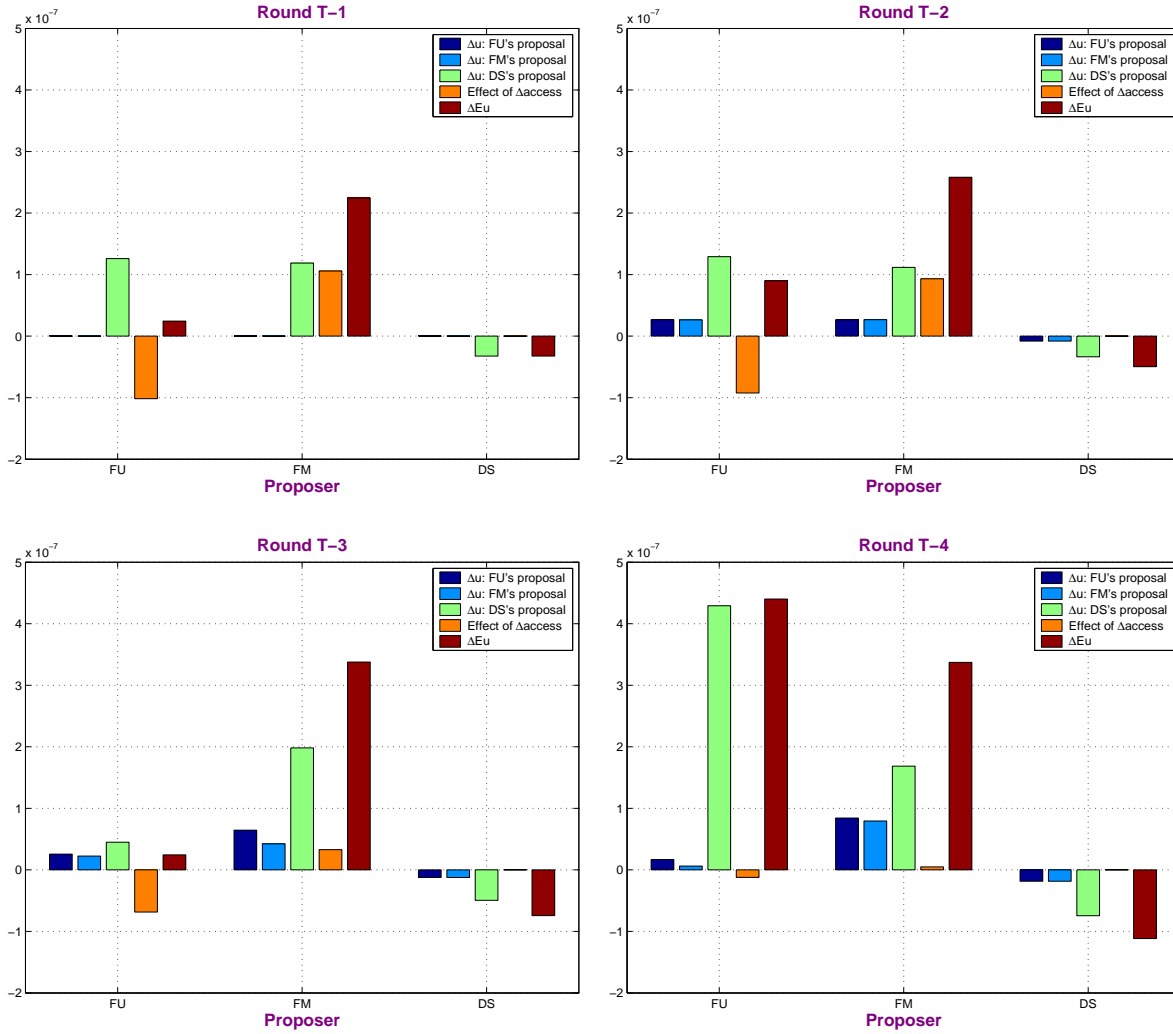 Round T−1
x 10⁻⁷
5
4
3
2
1
0
−1
−2
Δu: FU's proposal
Δu: FM's proposal
Δu: DS's proposal
Effect of Δaccess
ΔEu
FU FM DS
Proposer
Round T−2
x 10⁻⁷
5
4
3
2
1
0
−1
−2
Δu: FU's proposal
Δu: FM's proposal
Δu: DS's proposal
Effect of Δaccess
ΔEu
FU FM DS
Proposer
Round T−3
x 10⁻⁷
5
4
3
2
1
0
−1
−2
Δu: FU's proposal
Δu: FM's proposal
Δu: DS's proposal
Effect of Δaccess
ΔEu
FU FM DS
Proposer
Round T−4
x 10⁻⁷
5
4
3
2
1
0
−1
−2
Δu: FU's proposal
Δu: FM's proposal
Δu: DS's proposal
Effect of Δaccess
ΔEu
FU FM DS
Proposer